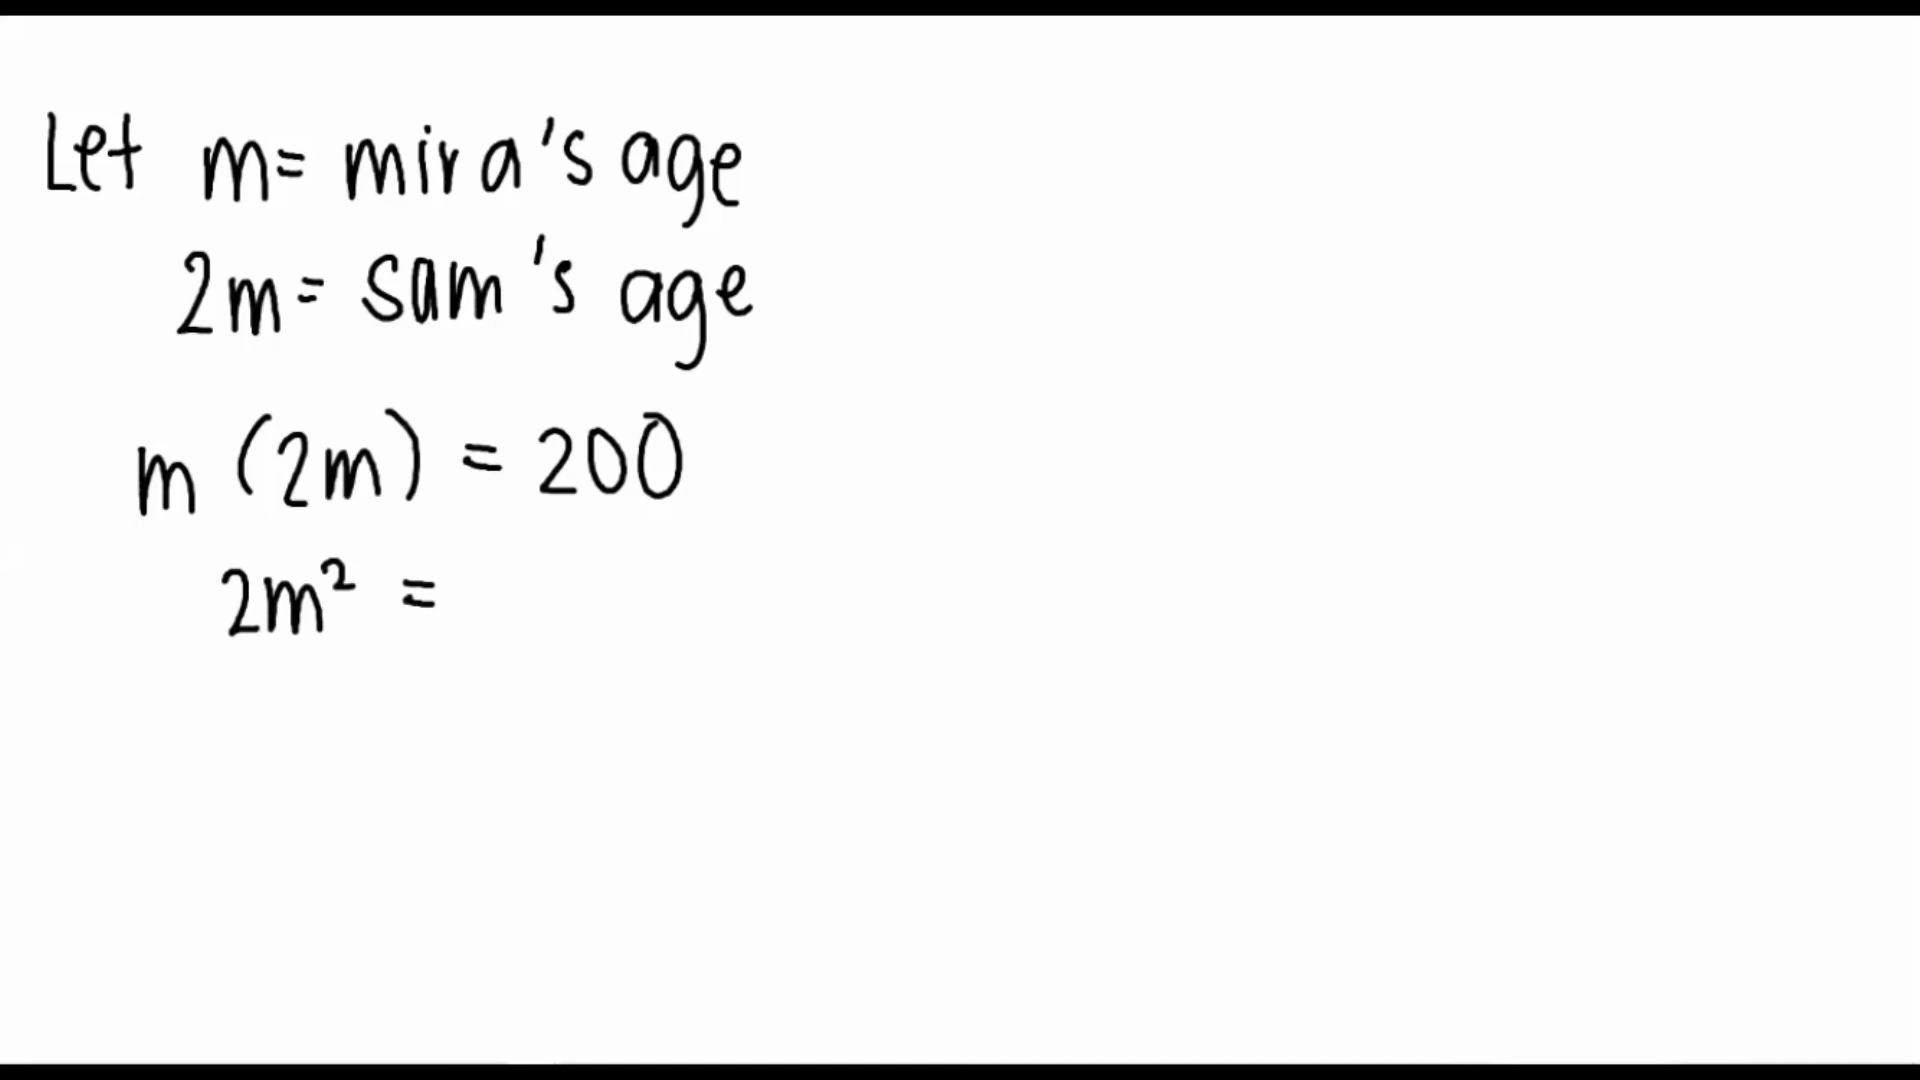 Let m= mira's age
2m= sam's age
m (2m) = 200
2m² =